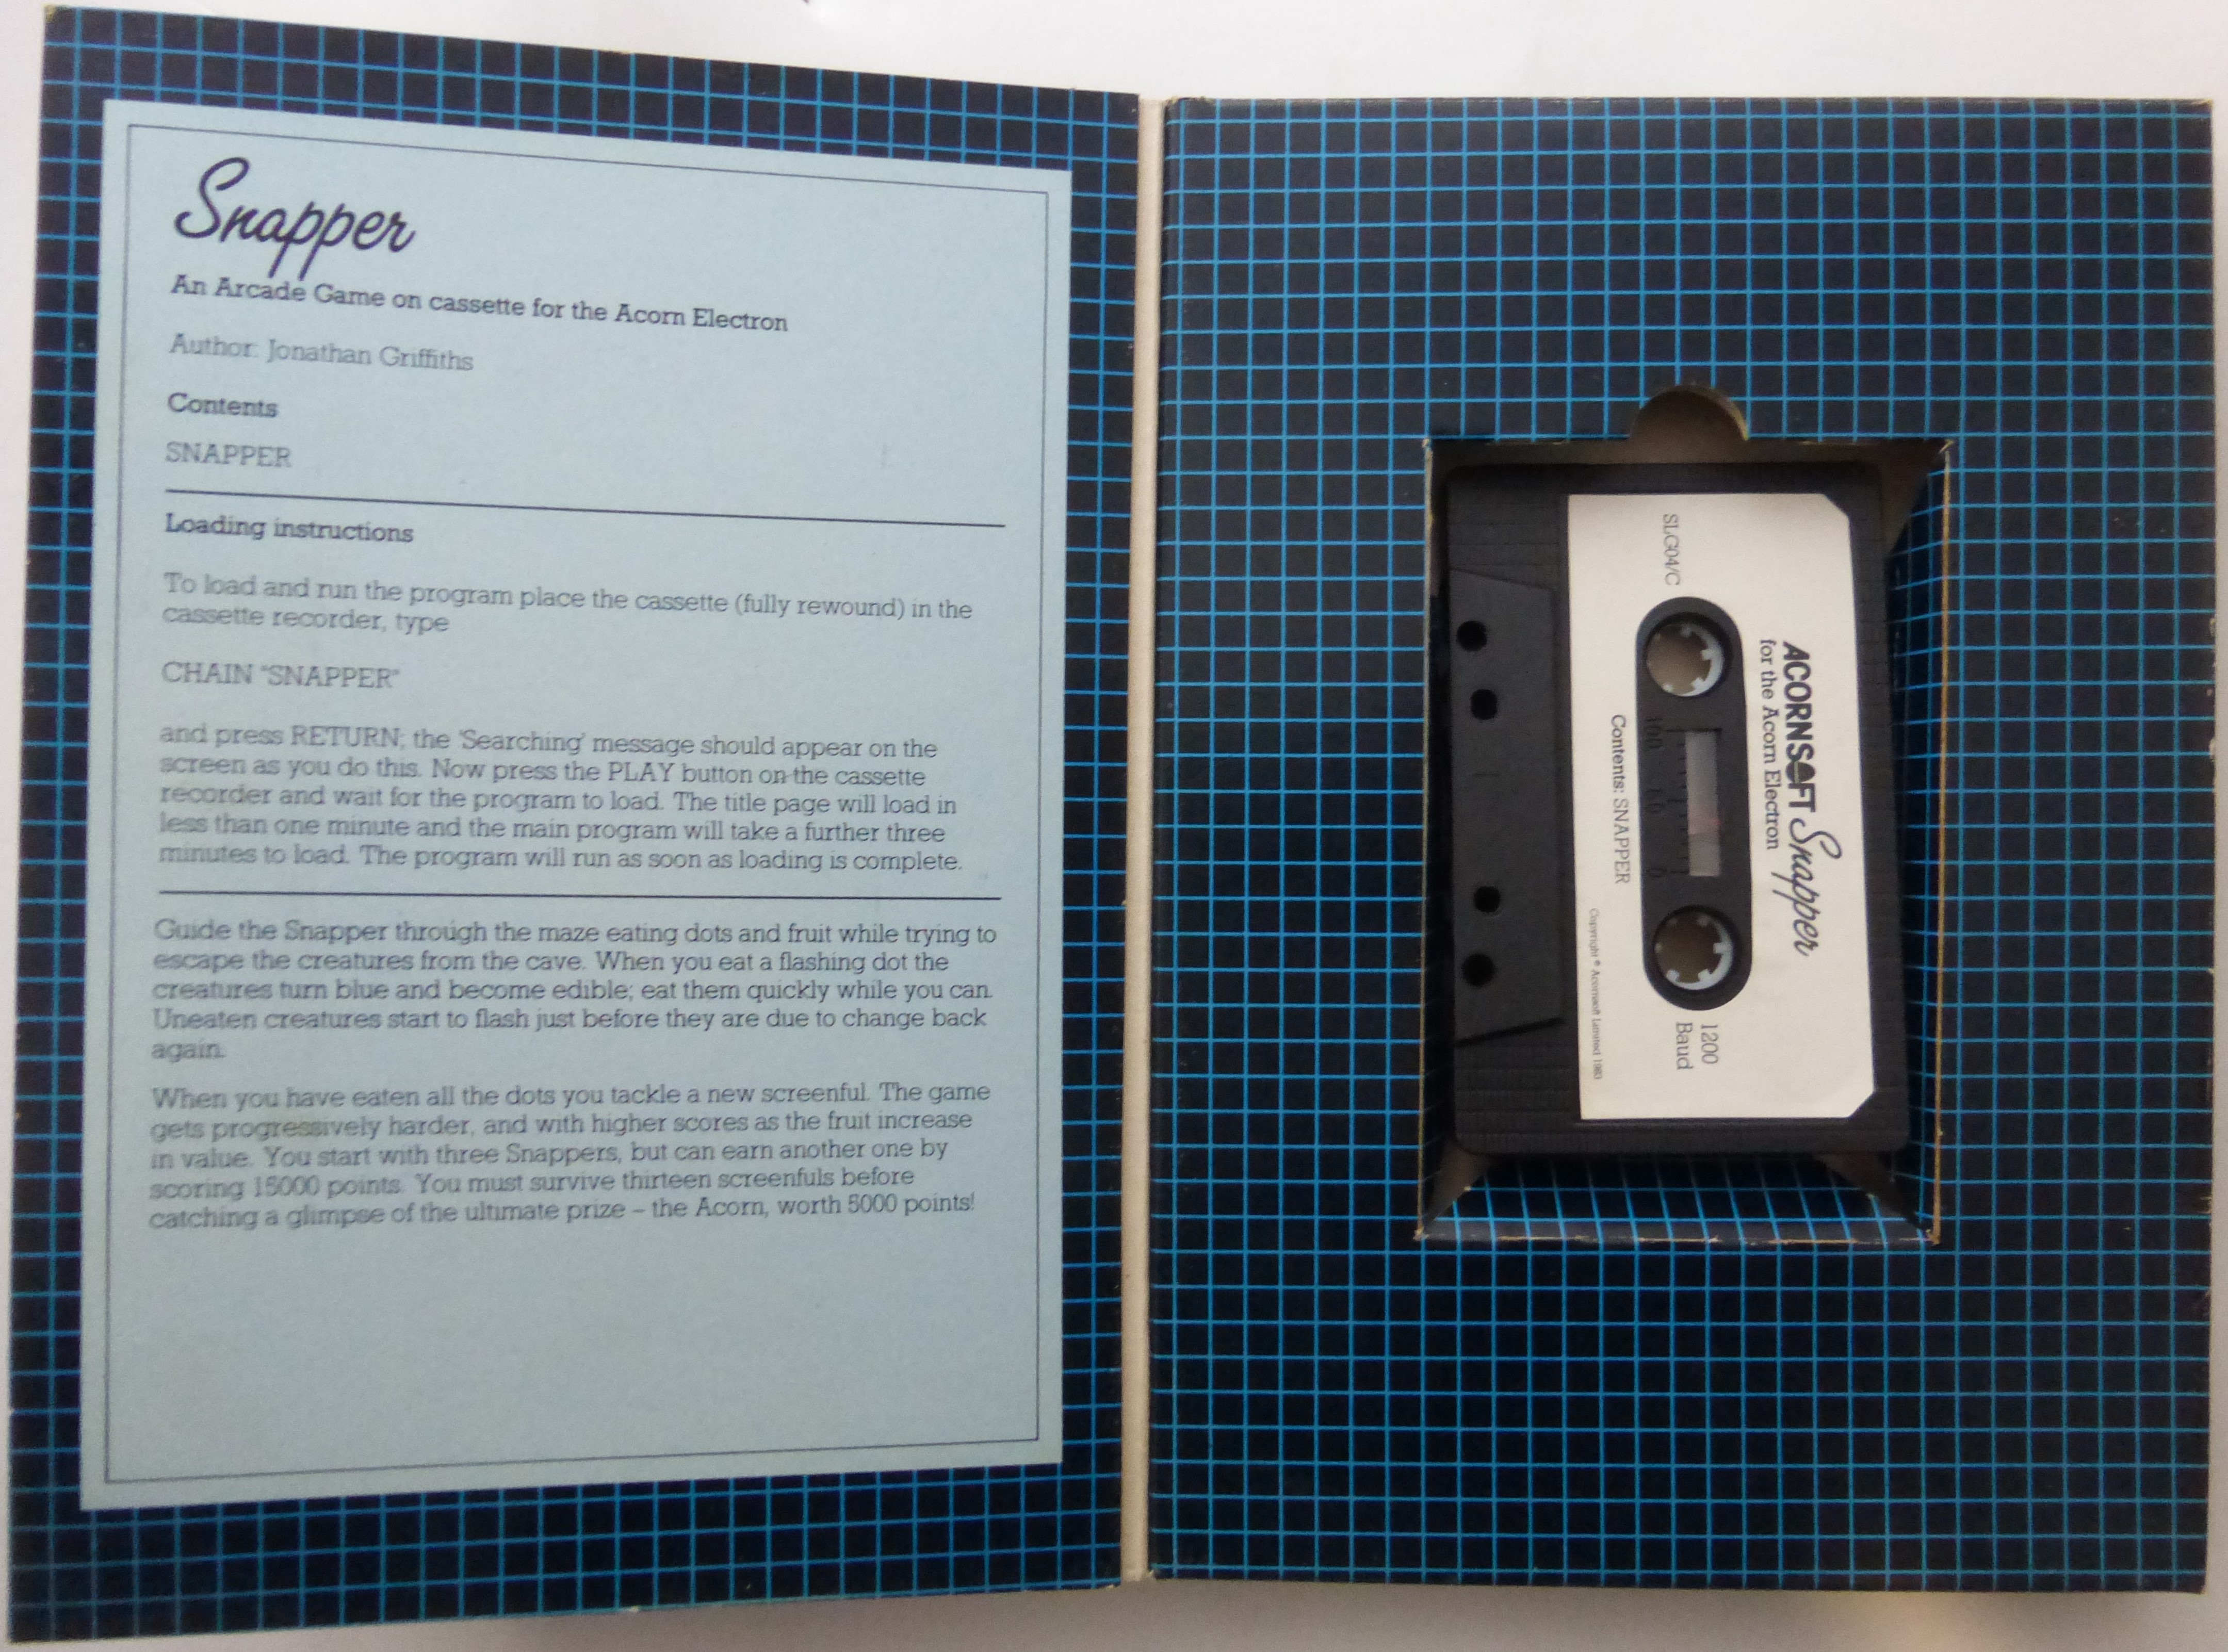 Snapper
An Arcade Game on cassette for the Acorn Electron
Author: Jonathan Griffiths
Contents
SNAPPER
Loading instructions
To load and run the program place the cassette (fully rewound) in the
cassette recorder, type
CHAIN "SNAPPER"
and press RETURN; the 'Searching' message should appear on the
screen as you do this. Now press the PLAY button on the cassette
recorder and wait for the program to load. The title page will load in
less than one minute and the main program will take a further three
minutes to load. The program will run as soon as loading is complete.
Guide the Snapper through the maze eating dots and fruit while trying to
escape the creatures from the cave. When you eat a flashing dot the
creatures turn blue and become edible; eat them quickly while you can.
Uneaten creatures start to flash just before they are due to change back
again.
When you have eaten all the dots you tackle a new screenful. The game
gets progressively harder, and with higher scores as the fruit increase
in value. You start with three Snappers, but can earn another one by
scoring 15000 points. You must survive thirteen screenfuls before
catching a glimpse of the ultimate prize – the Acorn, worth 5000 points!
ACORNSOFT Snapper
for the Acorn Electron
SLG04/C
1200
Baud
100 50 0
Contents: SNAPPER
Copyright © Acornsoft Limited 1983